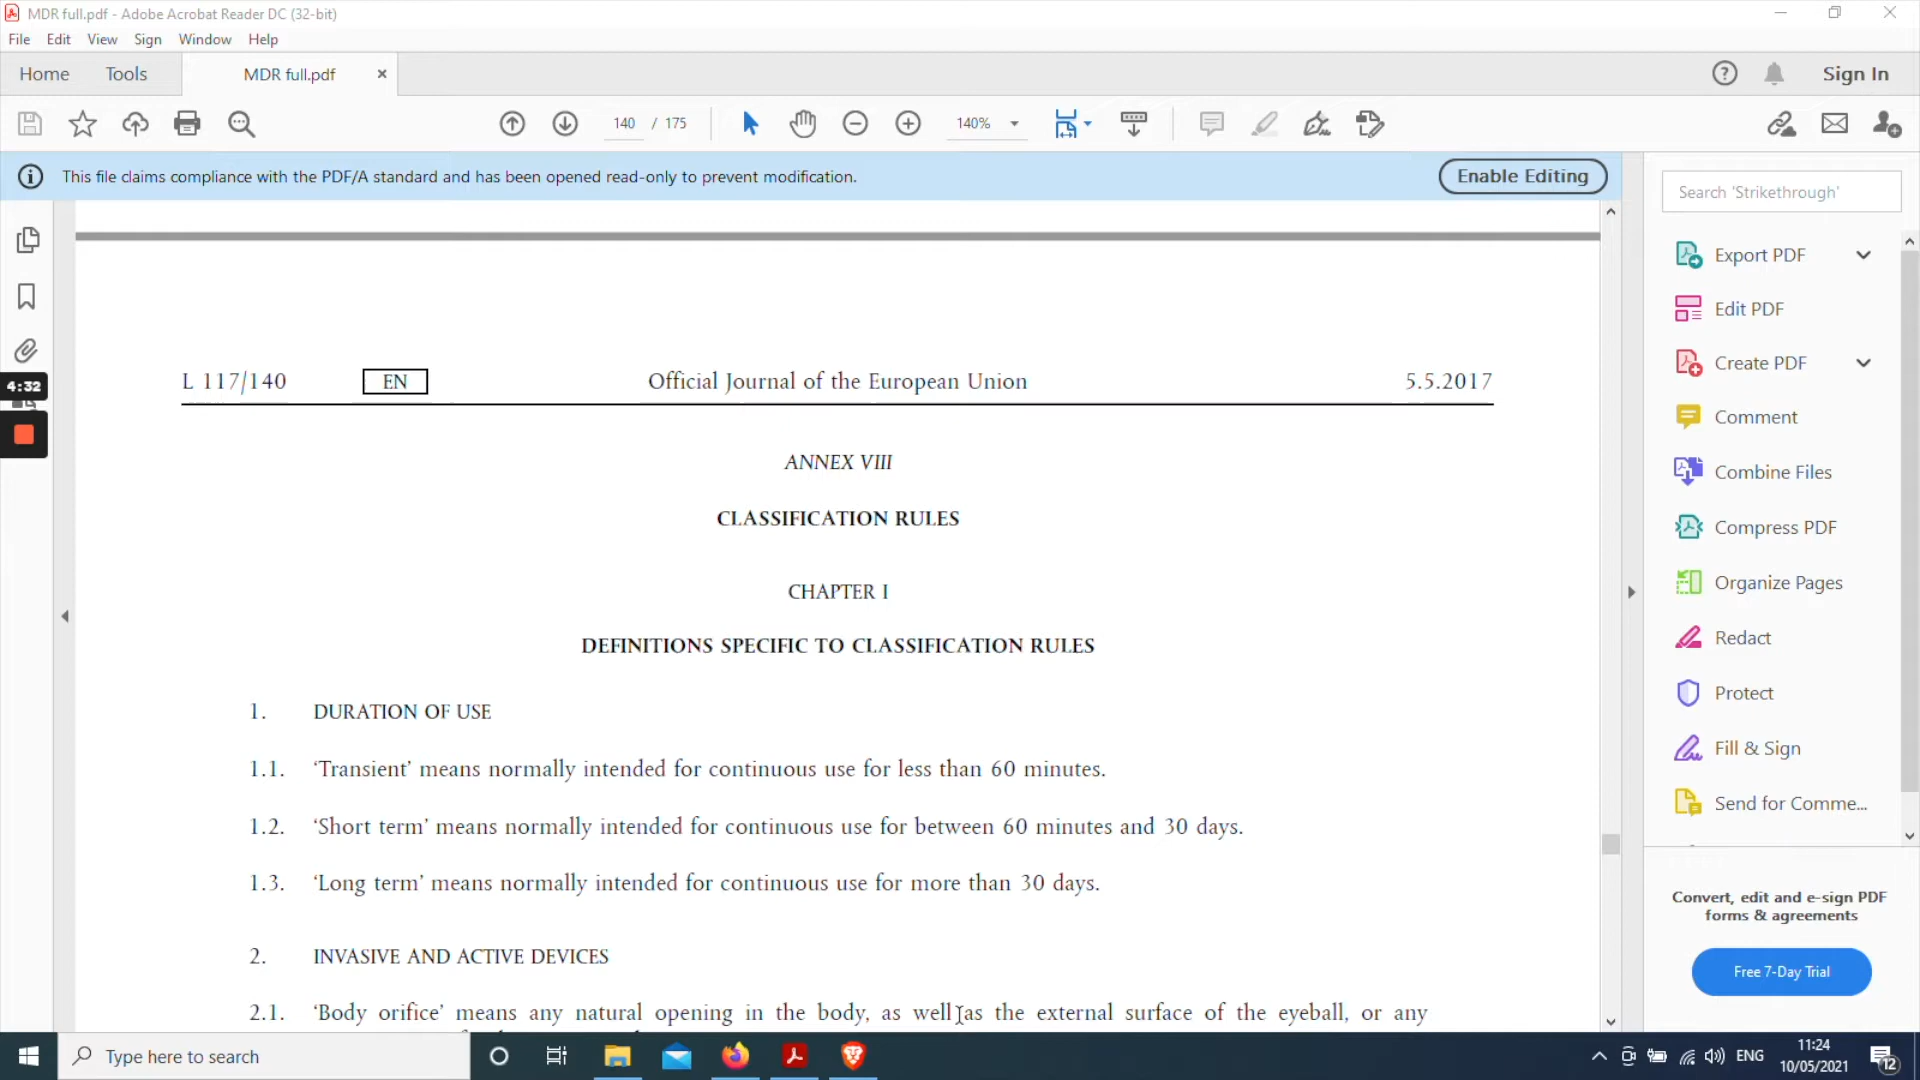 MDR full.pdf - Adobe Acrobat Reader DC (32-bit)
File Edit View Sign Window Help
Home Tools MDR full.pdf × Sign In
140 / 175 140%
This file claims compliance with the PDF/A standard and has been opened read-only to prevent modification. Enable Editing
Search 'Strikethrough'
Export PDF
Edit PDF
Create PDF
Comment
Combine Files
Compress PDF
Organize Pages
Redact
Protect
Fill & Sign
Send for Comme...
Convert, edit and e-sign PDF
forms & agreements
Free 7-Day Trial
4:32
L 117/140 EN Official Journal of the European Union 5.5.2017
ANNEX VIII
CLASSIFICATION RULES
CHAPTER I
DEFINITIONS SPECIFIC TO CLASSIFICATION RULES
1. DURATION OF USE
1.1. ‘Transient’ means normally intended for continuous use for less than 60 minutes.
1.2. ‘Short term’ means normally intended for continuous use for between 60 minutes and 30 days.
1.3. ‘Long term’ means normally intended for continuous use for more than 30 days.
2. INVASIVE AND ACTIVE DEVICES
2.1. ‘Body orifice’ means any natural opening in the body, as well as the external surface of the eyeball, or any
Type here to search
ENG
11:24
10/05/2021
12